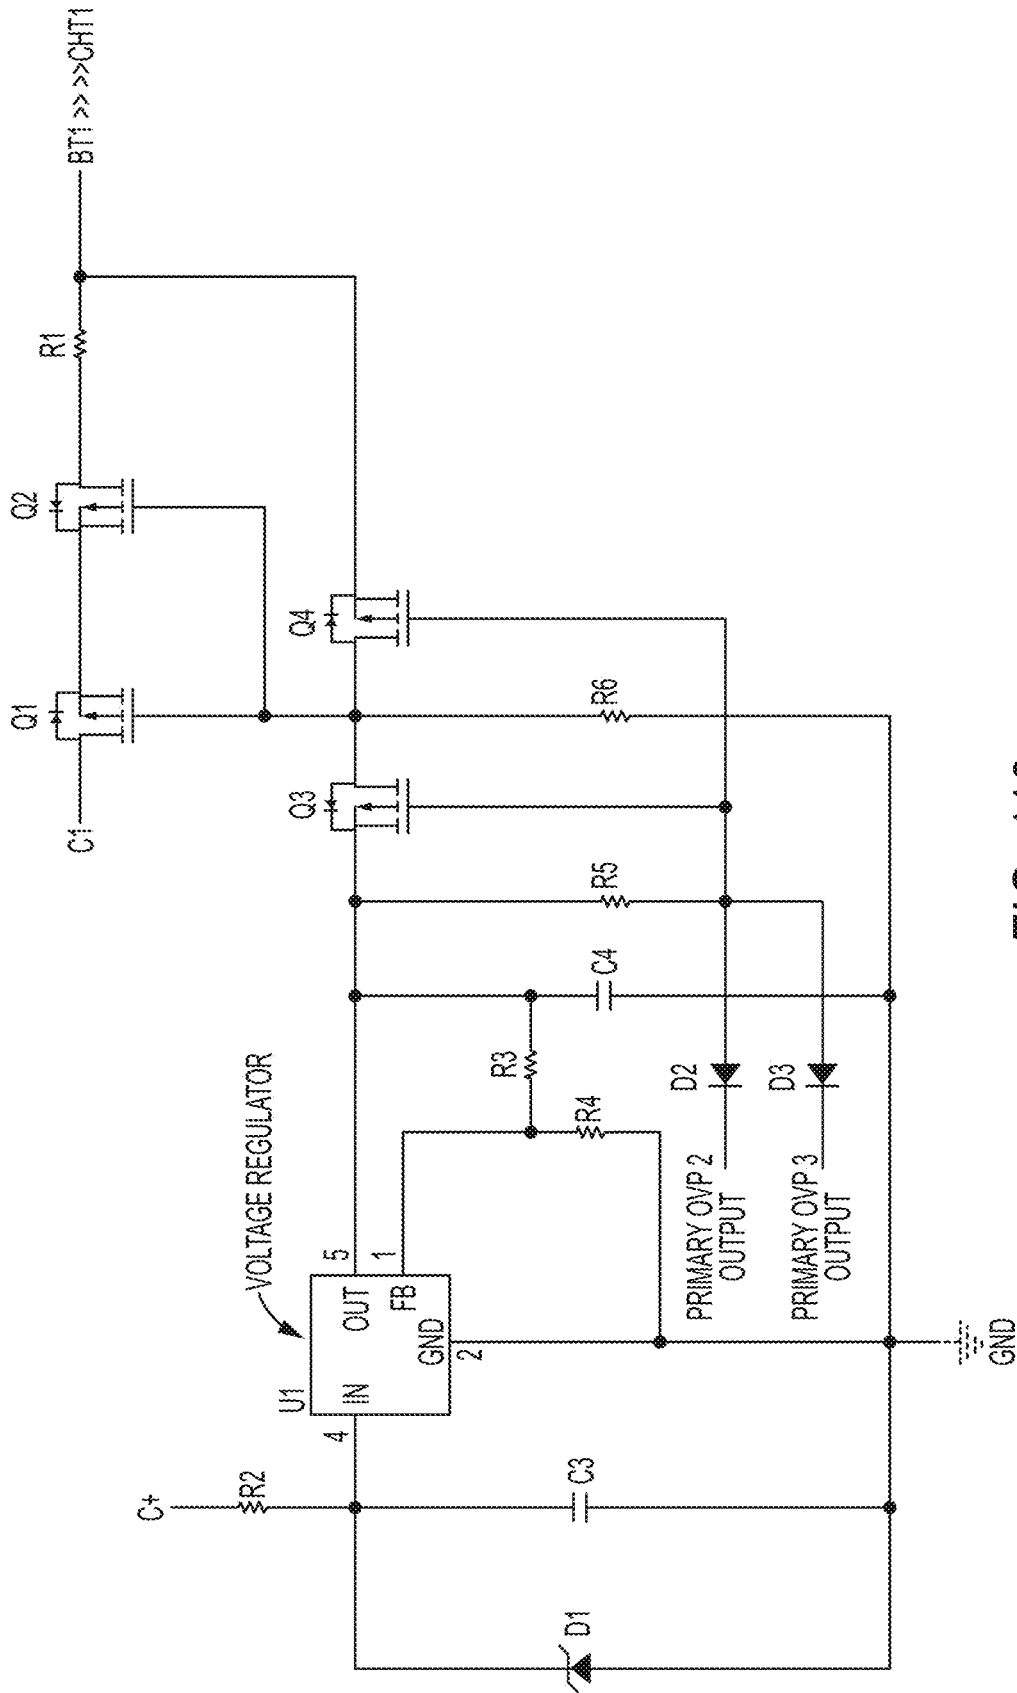 C+
R2
D1
C3
4
U1
IN
OUT
FB
GND
5
1
2
VOLTAGE REGULATOR
R3
R4
C4
R5
R6
Q3
Q4
C1
Q1
Q2
R1
BT1 >> >>CHT1
D2
PRIMARY OVP 2
OUTPUT
D3
PRIMARY OVP 3
OUTPUT
GND